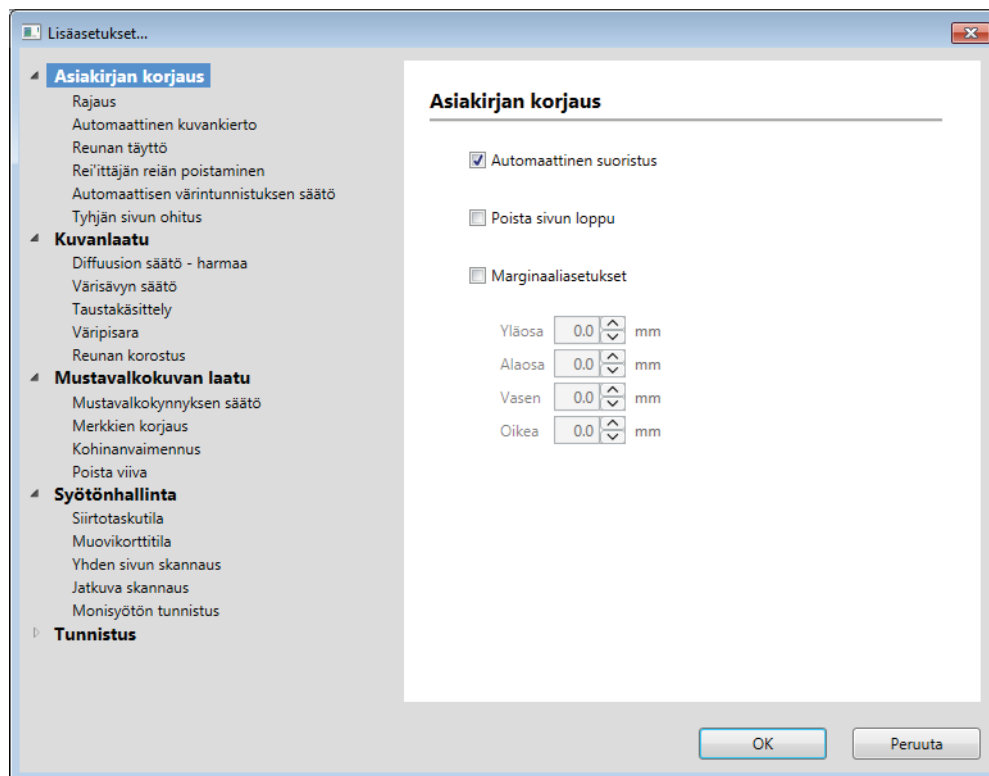 Lisäasetukset...
Asiakirjan korjaus
Rajaus
Automaattinen kuvankierto
Reunan täyttö
Rei'ittäjän reiän poistaminen
Automaattisen värintunnistuksen säätö
Tyhjän sivun ohitus
Kuvanlaatu
Diffuusion säätö - harmaa
Värisävyn säätö
Taustakäsittely
Väripisara
Reunan korostus
Mustavalkokuvan laatu
Mustavalkokynnyksen säätö
Merkkien korjaus
Kohinanvaimennus
Poista viiva
Syötönhallinta
Siirtotaskutila
Muovikorttitila
Yhden sivun skannaus
Jatkuva skannaus
Monisyötön tunnistus
Tunnistus
Asiakirjan korjaus
Automaattinen suoristus
Poista sivun loppu
Marginaaliasetukset
Yläosa 0.0 mm
Alaosa 0.0 mm
Vasen 0.0 mm
Oikea 0.0 mm
OK Peruuta